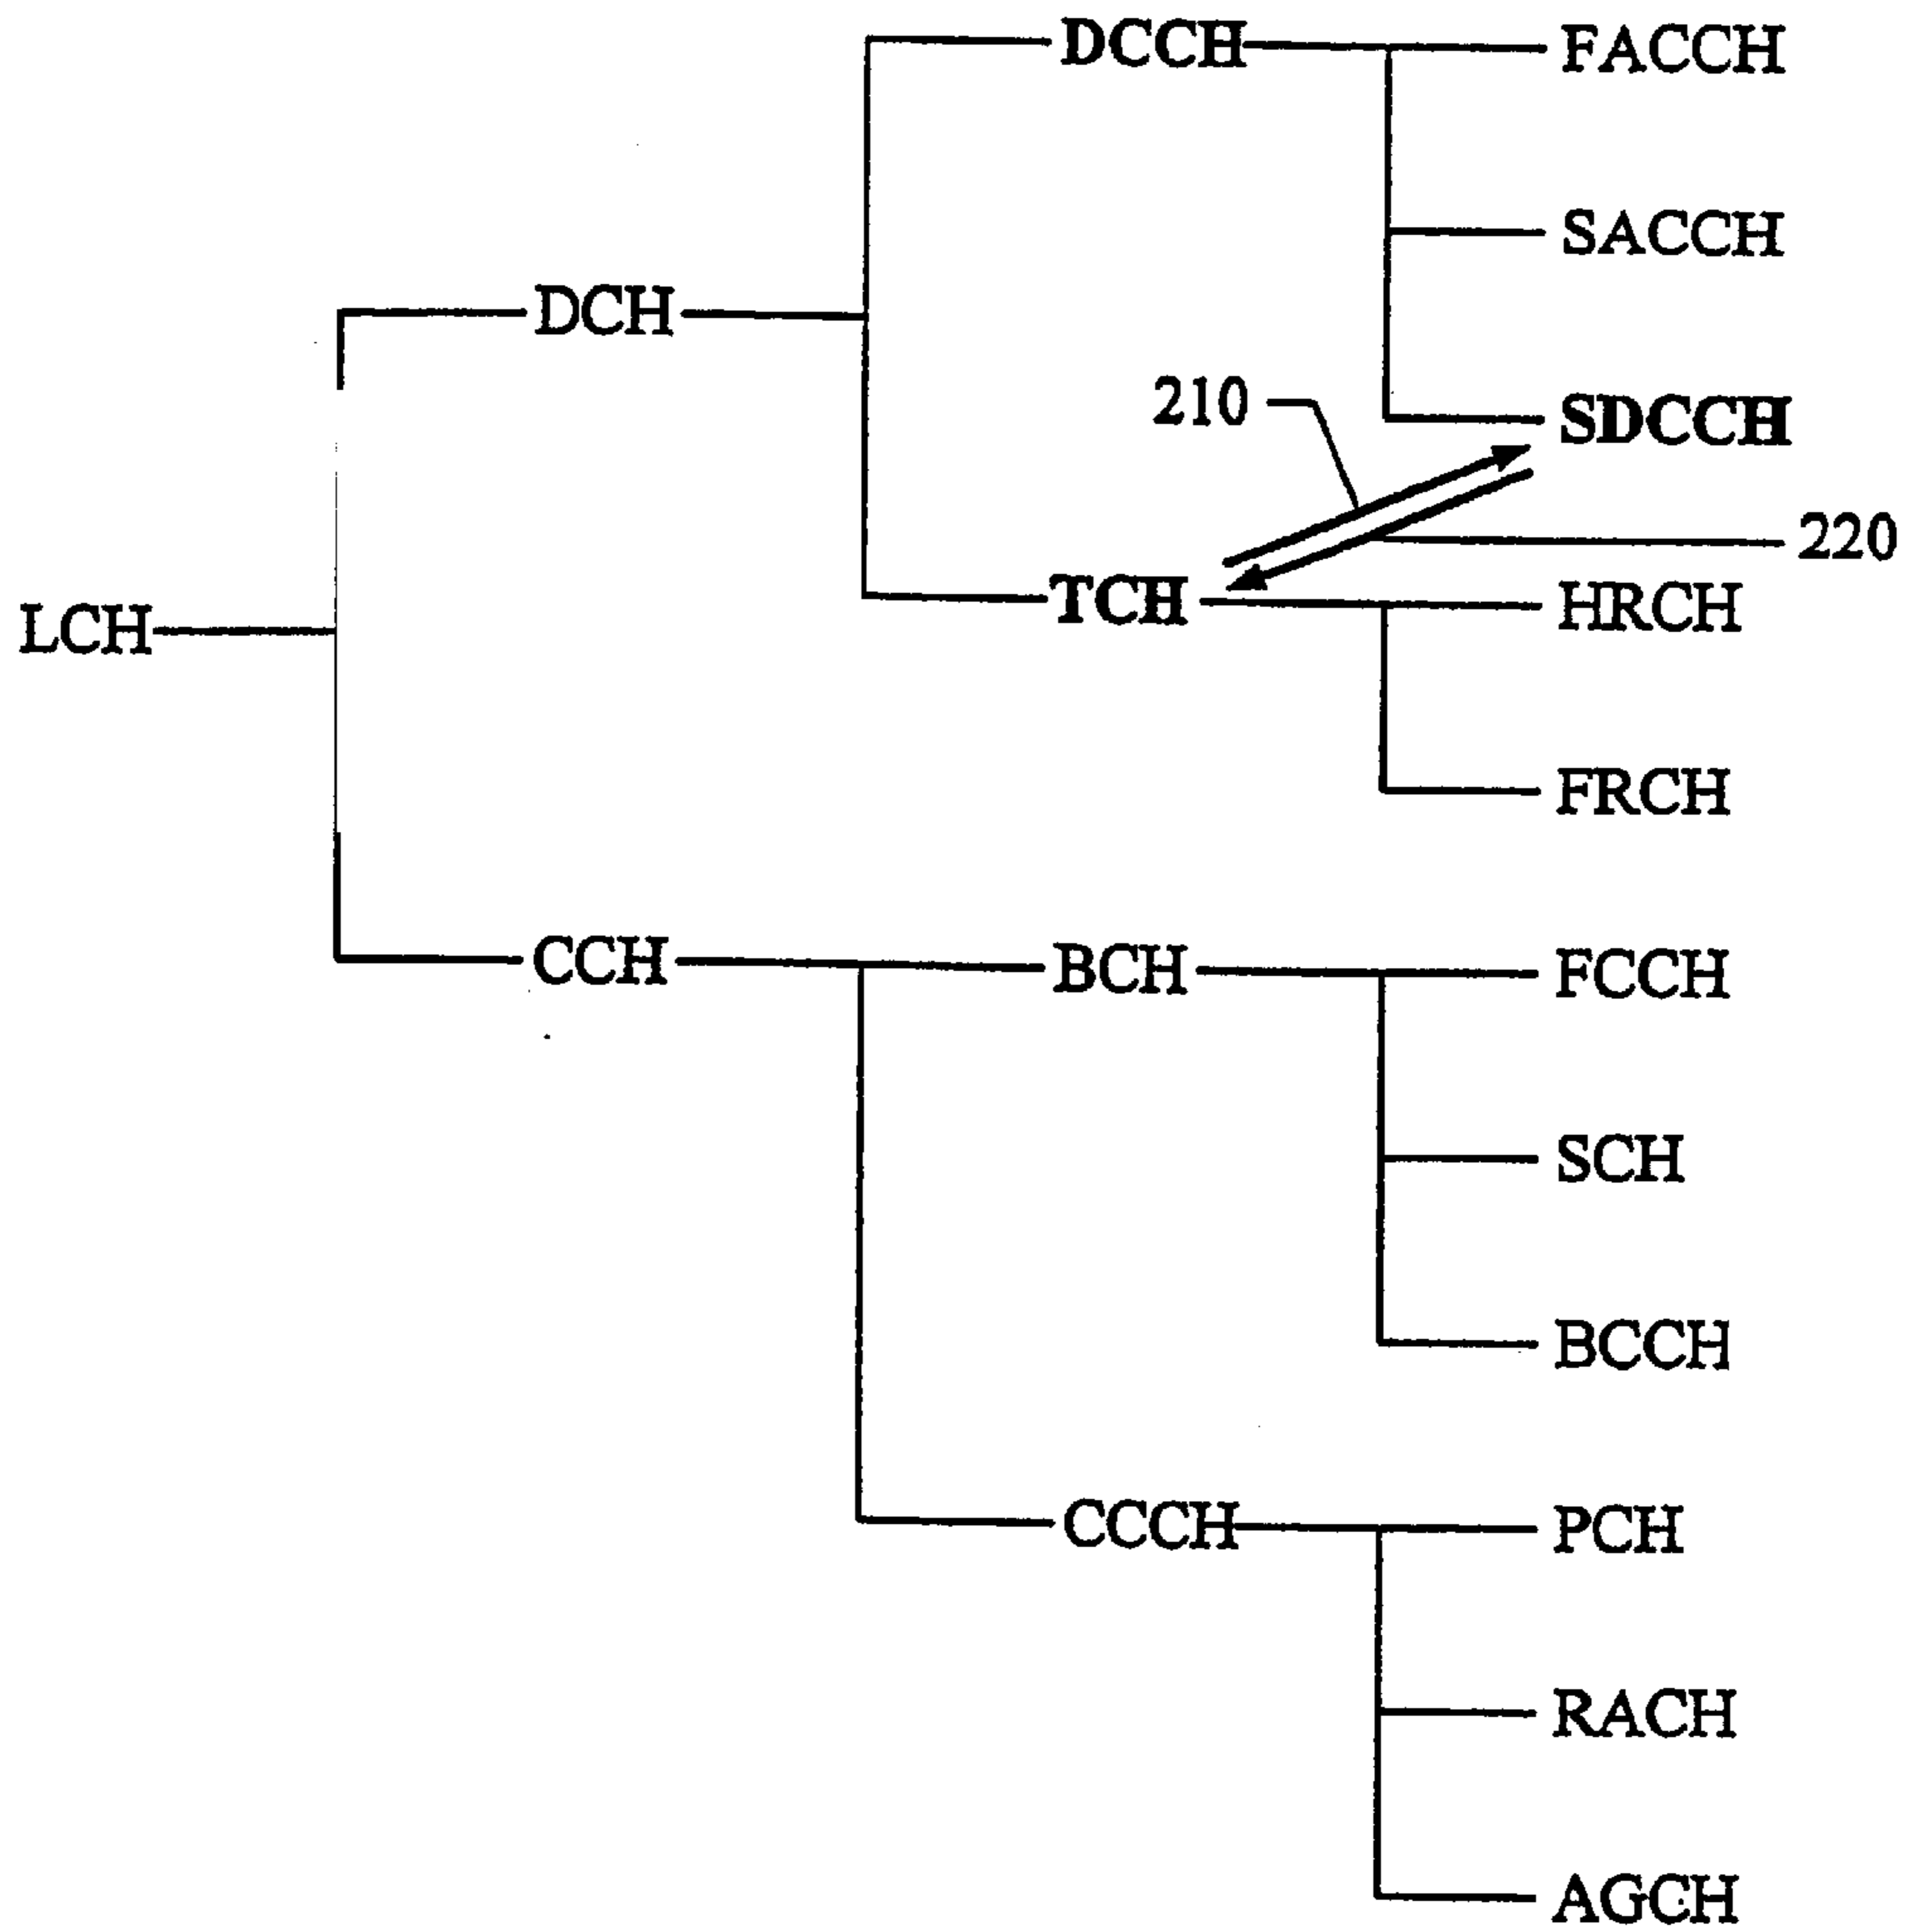 DCCH FACCH
SACCH
DCH
210 SDCCH
220
TCH HRCH
LCH
FRCH
CCH BCH FCCH
SCH
BCCH
CCCH PCH
RACH
AGCH